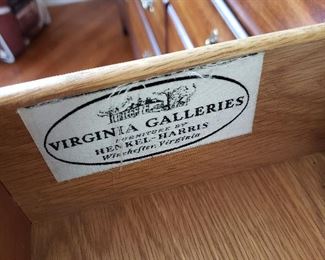 VIRGINIA GALLERIES
FURNITURE BY
HENKEL-HARRIS
Winchester, Virginia